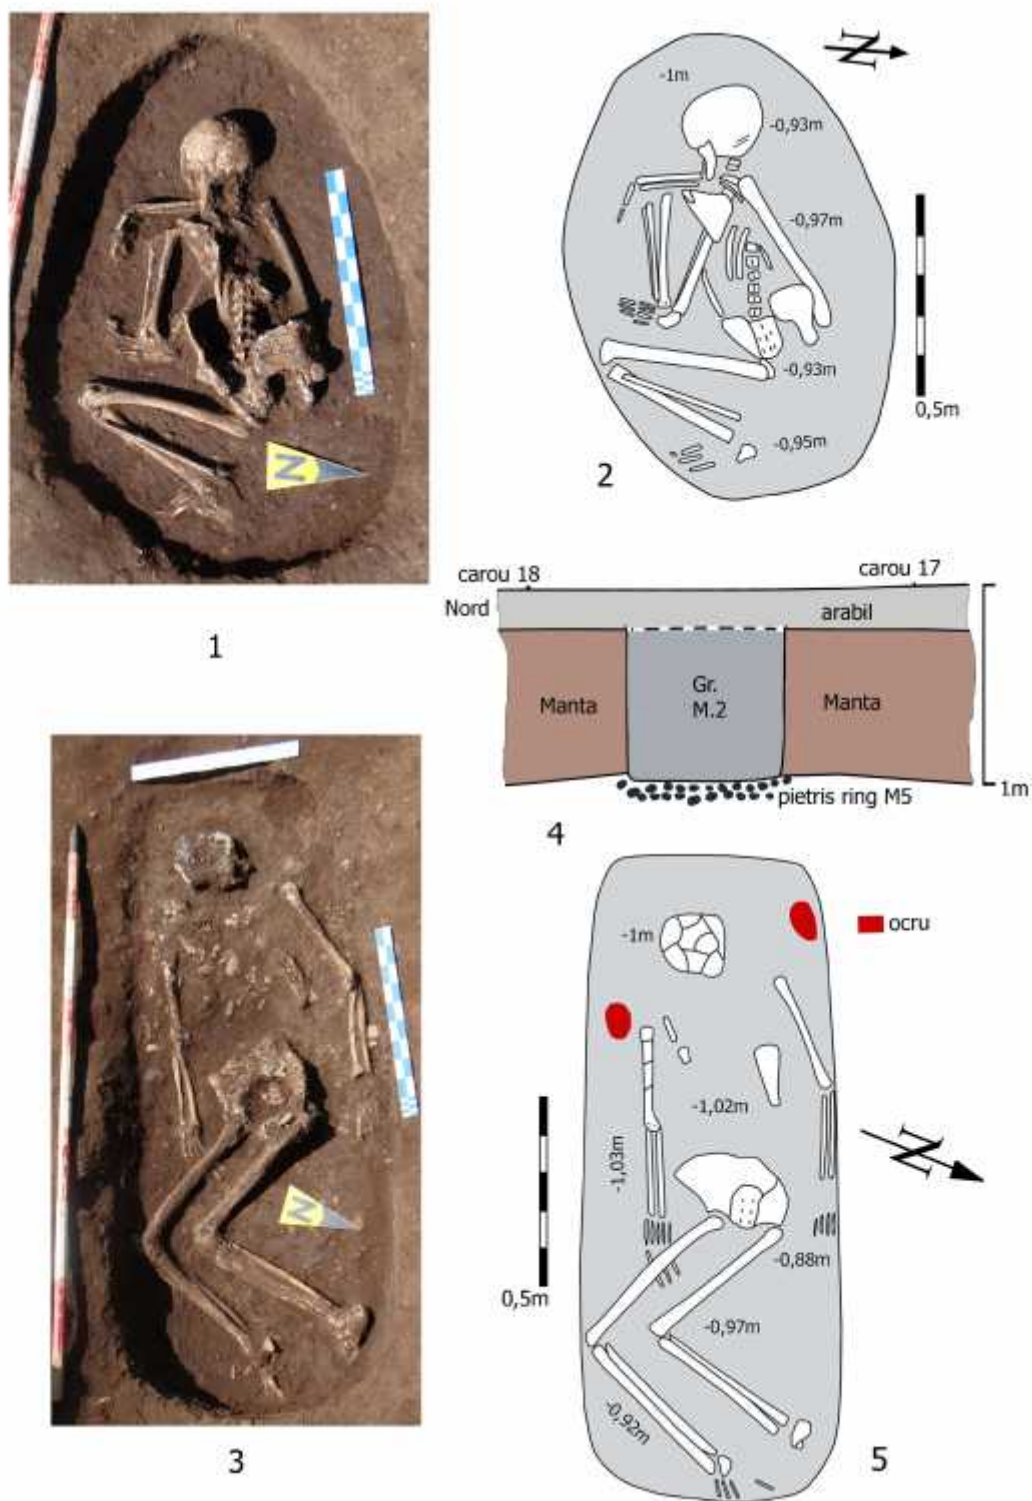 N
-1m
-0,93m
-0,97m
-0,93m
0,5m
-0,95m
2
N
1
carou 18
carou 17
Nord
arabil
Manta
Gr.
M.2
Manta
pietris ring M5
1m
4
ocru
-1m
-1,02m
-1,03m
N
N
-0,88m
0,5m
-0,97m
-0,92m
3
5